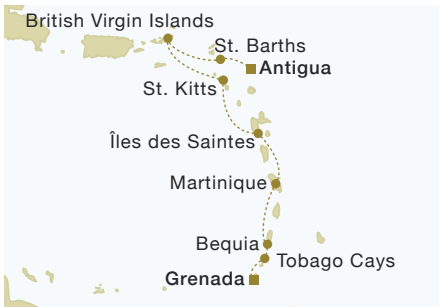 British Virgin Islands
St. Barths
Antigua
St. Kitts
Îles des Saintes
Martinique
Bequia
Tobago Cays
Grenada